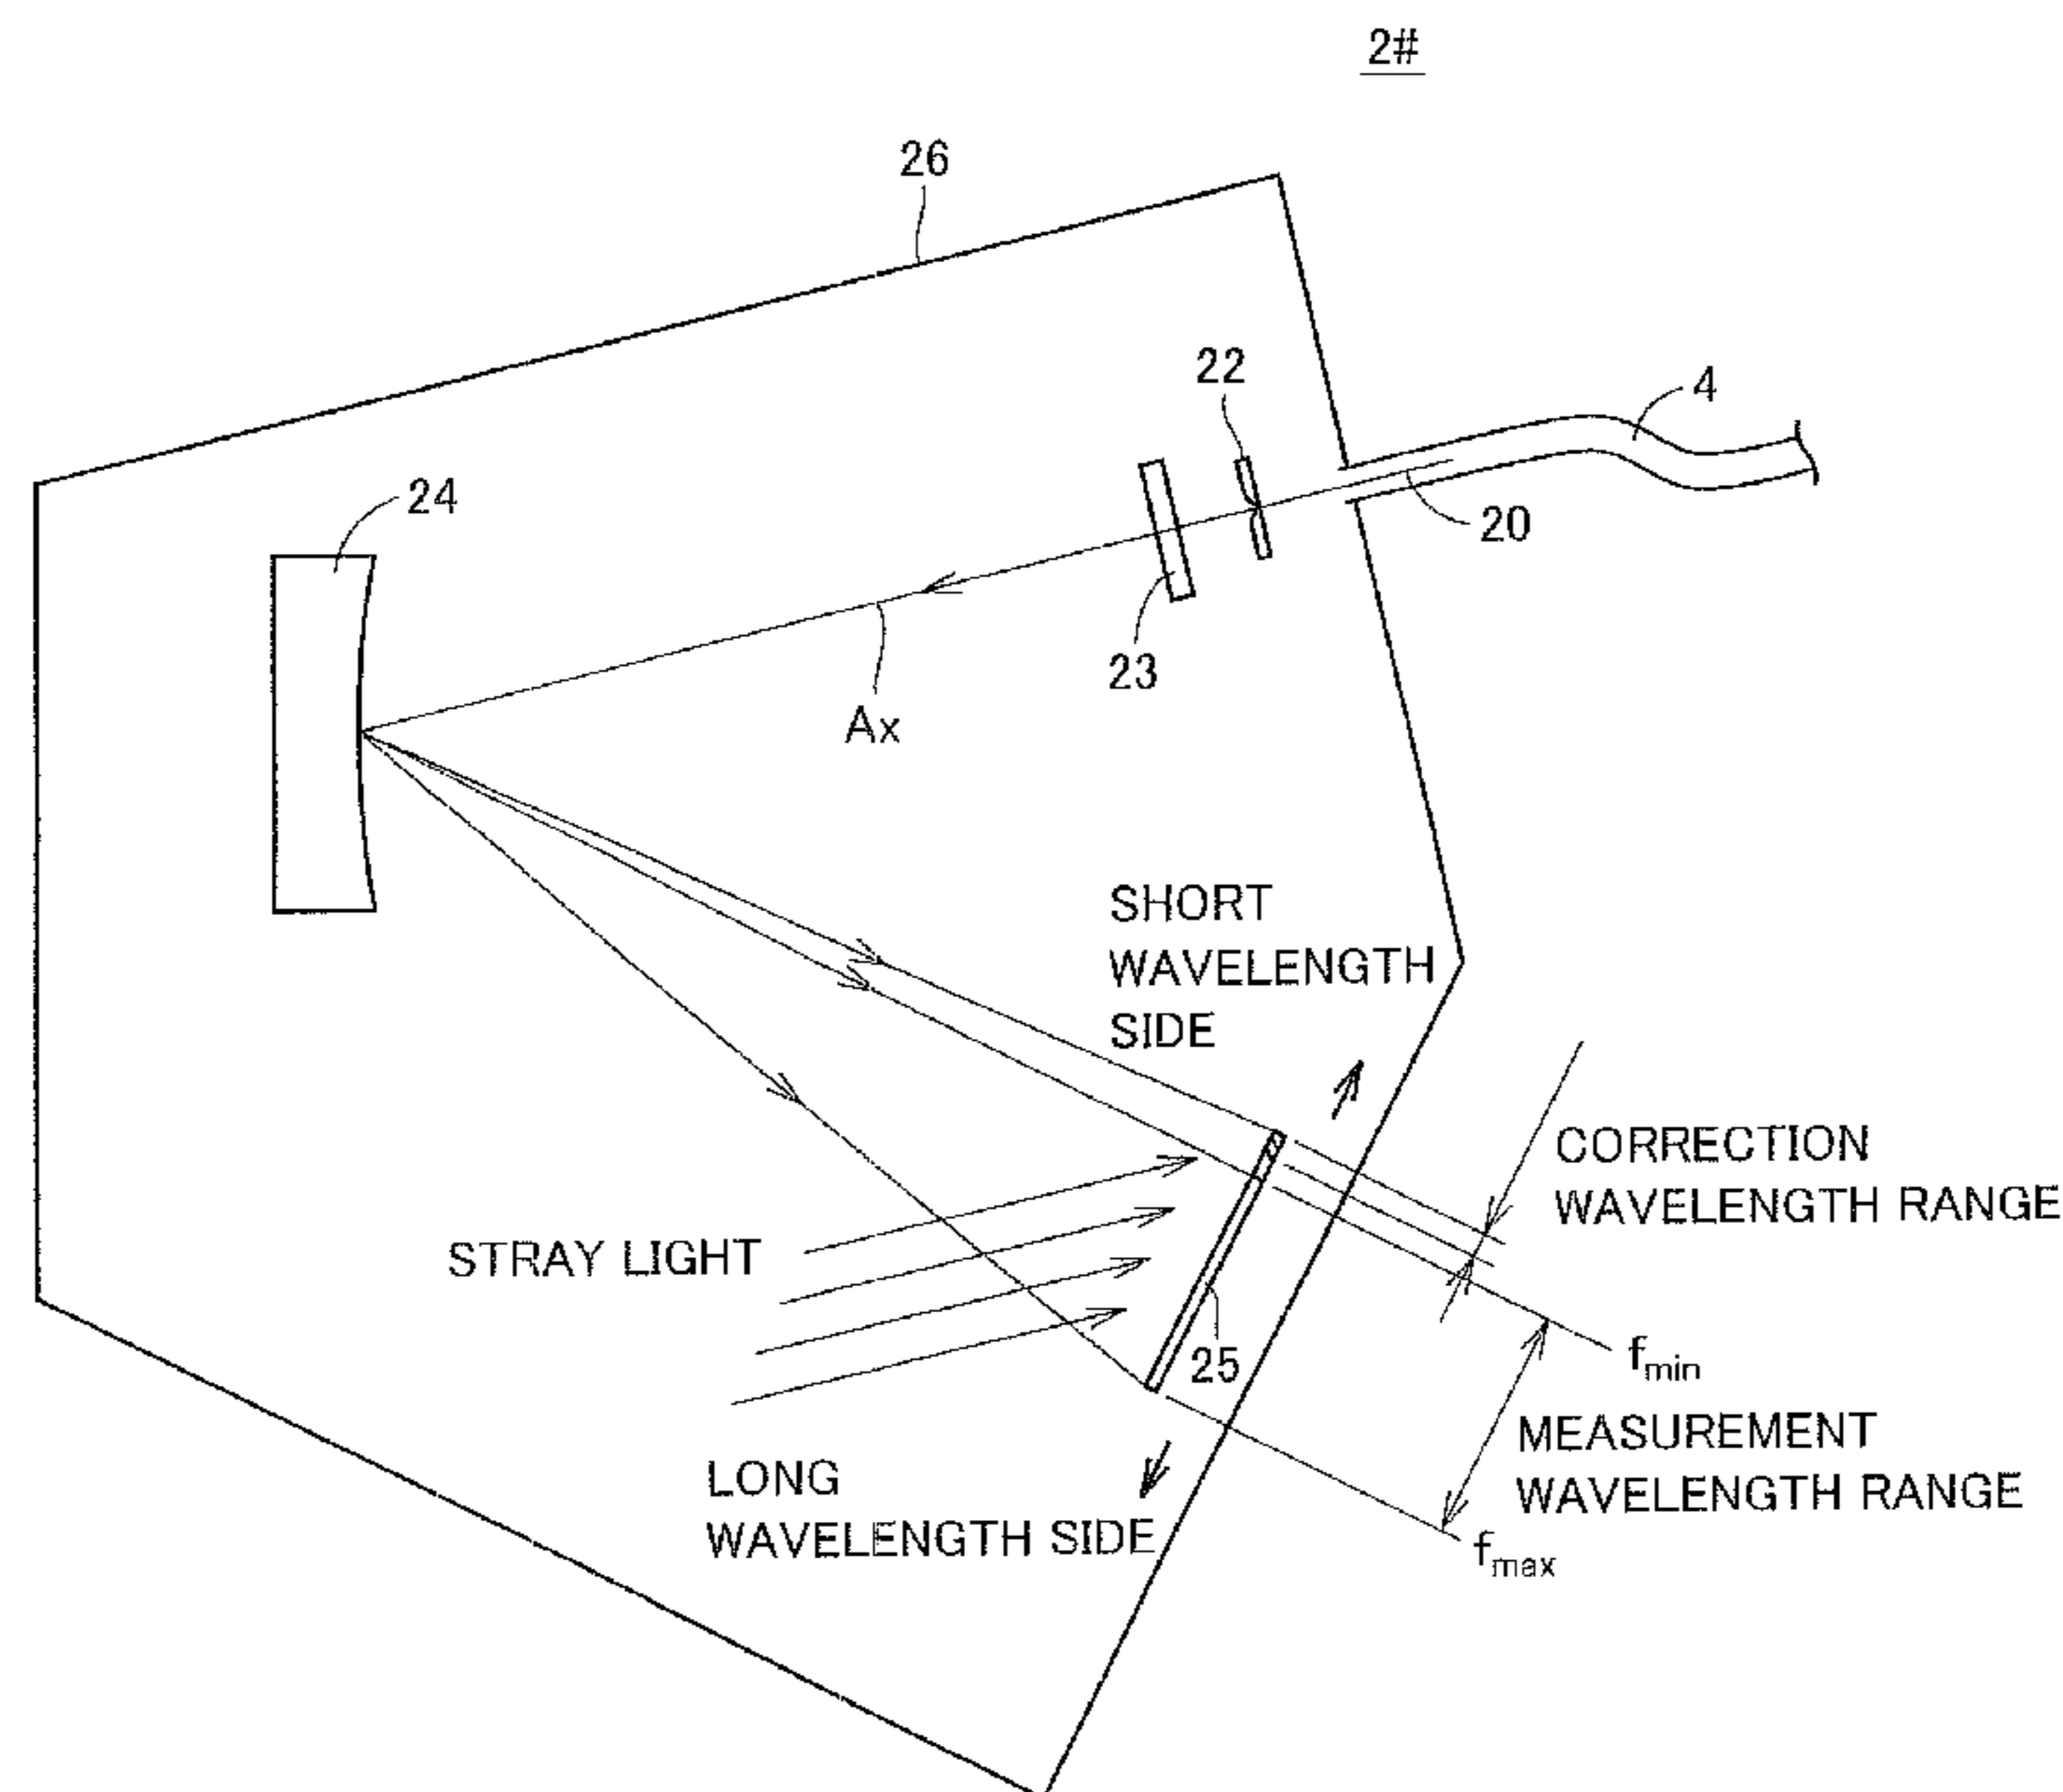 2#
26
22
4
24
20
23
Ax
SHORT
WAVELENGTH
SIDE
CORRECTION
WAVELENGTH RANGE
STRAY LIGHT
25
fmin
MEASUREMENT
WAVELENGTH RANGE
LONG
WAVELENGTH SIDE
fmax